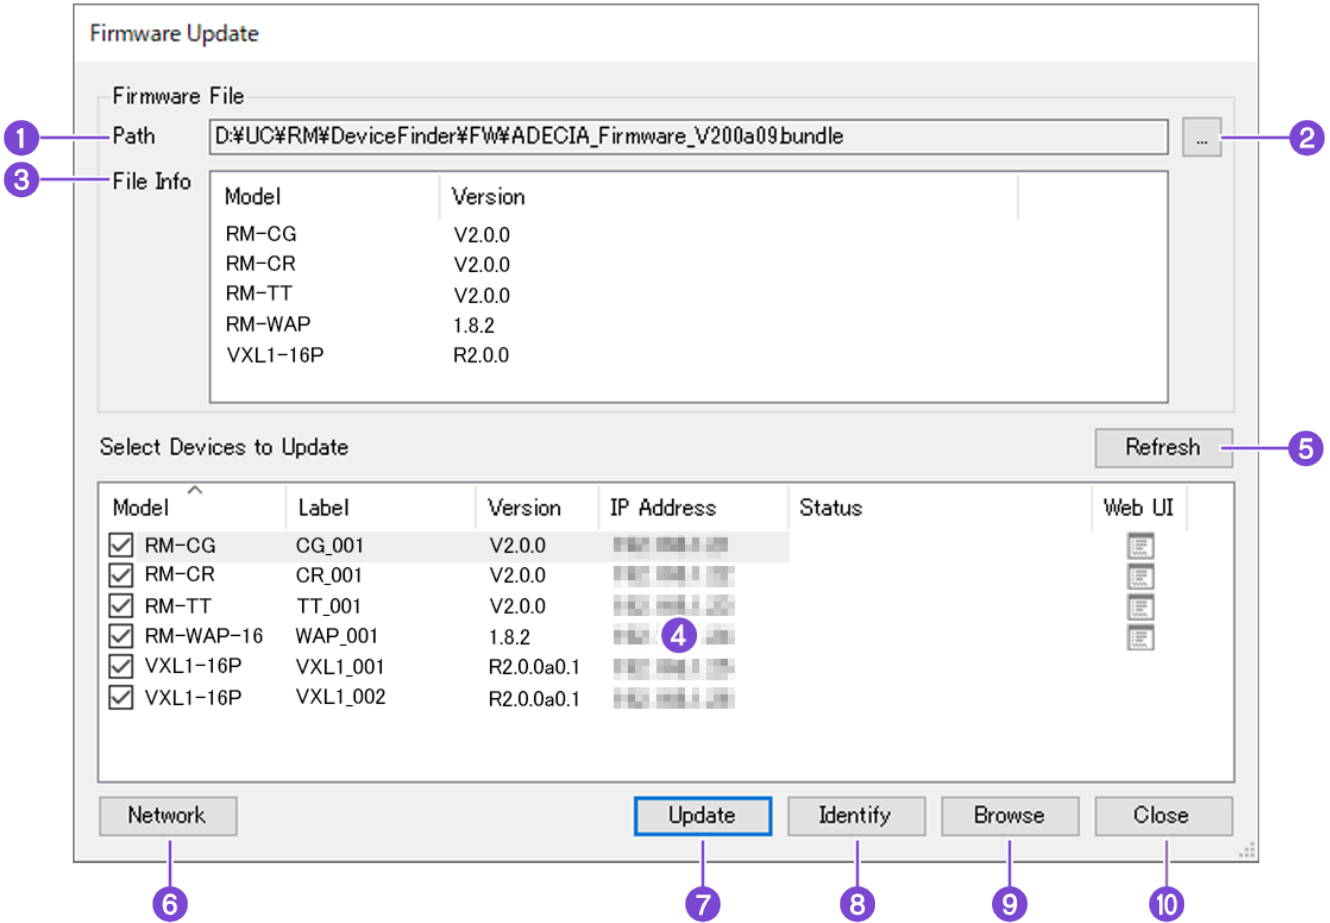 Firmware Update
Firmware File
1 Path D:¥UC¥RM¥DeviceFinder¥FW¥ADECIA_Firmware_V200a09.bundle ... 2
3 File Info
Model Version
RM-CG V2.0.0
RM-CR V2.0.0
RM-TT V2.0.0
RM-WAP 1.8.2
VXL1-16P R2.0.0
Select Devices to Update Refresh 5
Model Label Version IP Address Status Web UI
RM-CG CG_001 V2.0.0
RM-CR CR_001 V2.0.0
RM-TT TT_001 V2.0.0
RM-WAP-16 WAP_001 1.8.2 4
VXL1-16P VXL1_001 R2.0.0a0.1
VXL1-16P VXL1_002 R2.0.0a0.1
Network Update Identify Browse Close
6 7 8 9 10